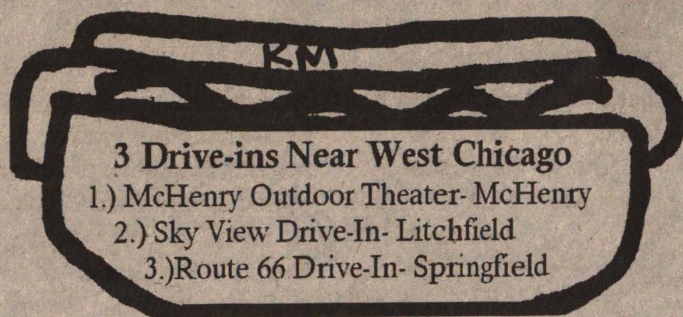 KM
3 Drive-ins Near West Chicago
1.) McHenry Outdoor Theater- McHenry
2.) Sky View Drive-In- Litchfield
3.)Route 66 Drive-In- Springfield